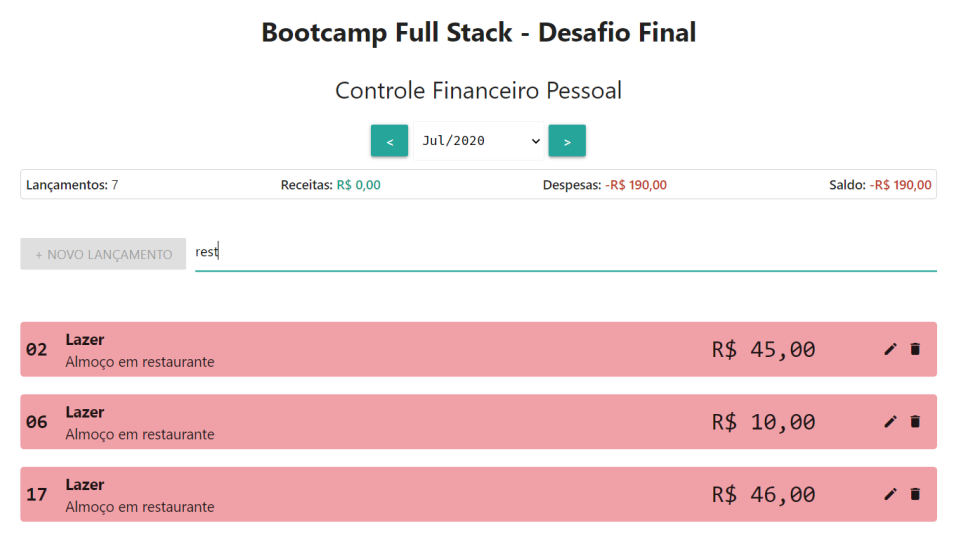 Bootcamp Full Stack - Desafio Final
Controle Financeiro Pessoal
< Jul/2020 >
Lançamentos: 7 Receitas: R$ 0,00 Despesas: -R$ 190,00 Saldo: -R$ 190,00
+ NOVO LANÇAMENTO rest
02 Lazer R$ 45,00
Almoço em restaurante
06 Lazer R$ 10,00
Almoço em restaurante
17 Lazer R$ 46,00
Almoço em restaurante